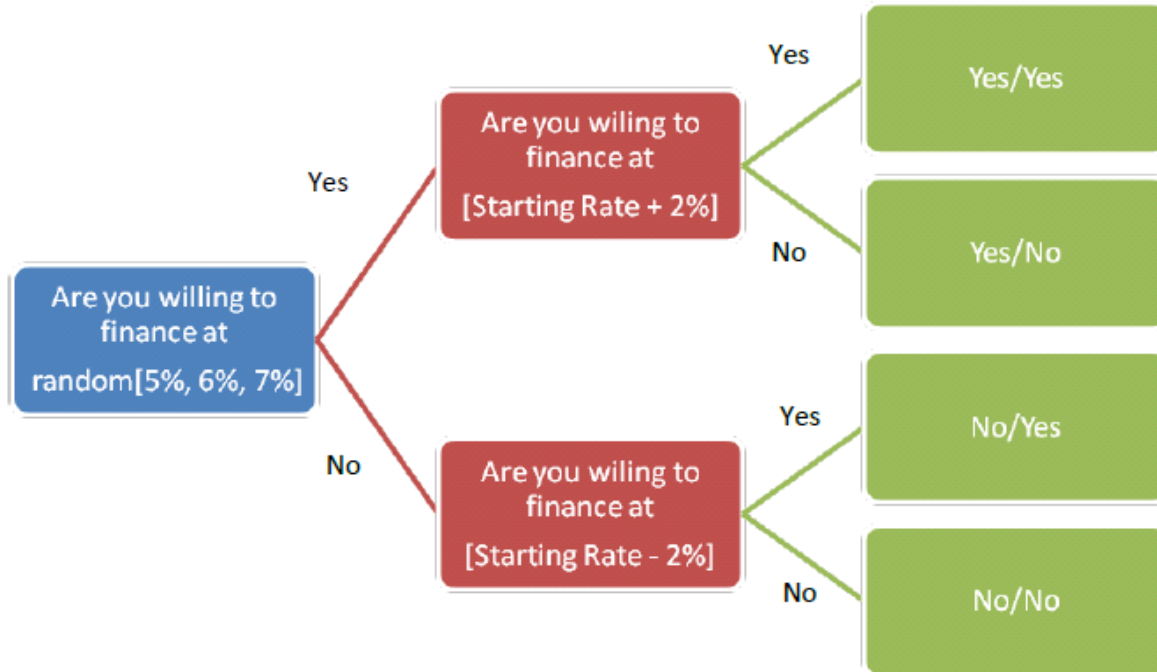 Are you willing to
finance at
random[5%, 6%, 7%]
Yes
No
Are you wiling to
finance at
[Starting Rate + 2%]
Yes
No
Are you wiling to
finance at
[Starting Rate - 2%]
Yes
No
Yes/Yes
Yes/No
No/Yes
No/No